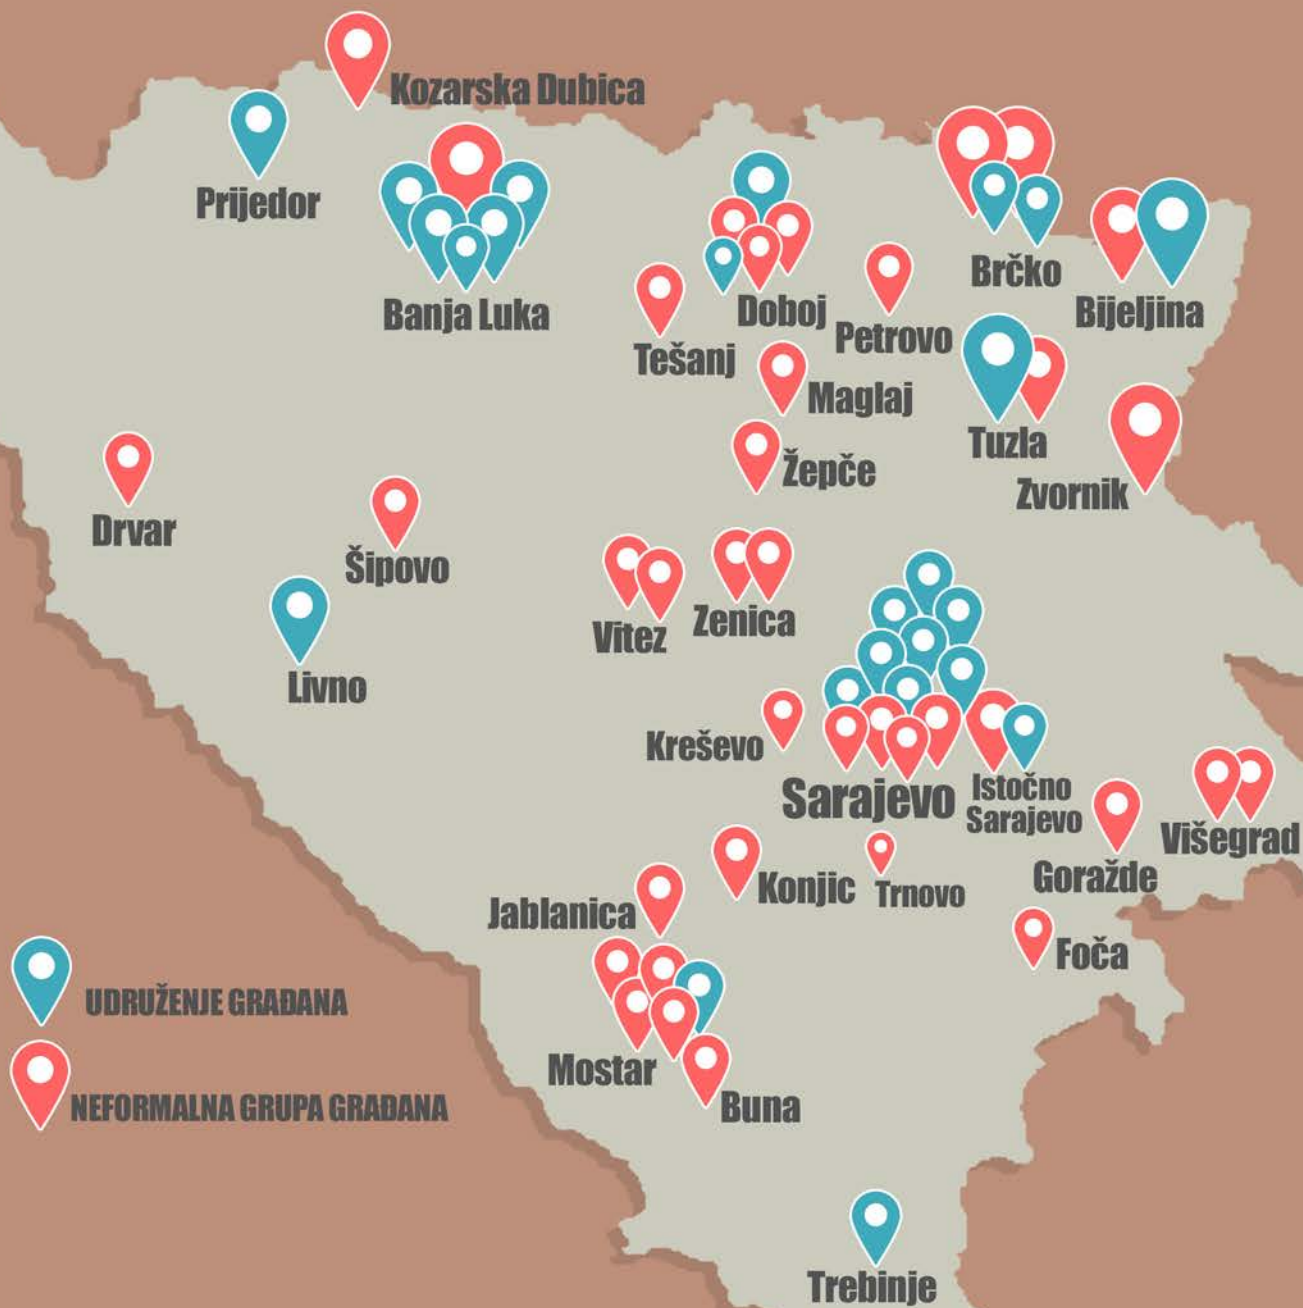 Kozarska Dubica
Prijedor
Banja Luka
Doboj
Brčko
Bijeljina
Tešanj
Petrovo
Maglaj
Tuzla
Žepče
Zvornik
Drvar
Šipovo
Vitez
Zenica
Livno
Kreševo
Sarajevo
Istočno
Sarajevo
Višegrad
Goražde
Konjic
Trnovo
Jablanica
Foča
UDRUŽENJE GRAĐANA
Mostar
NEFORMALNA GRUPA GRAĐANA
Buna
Trebinje